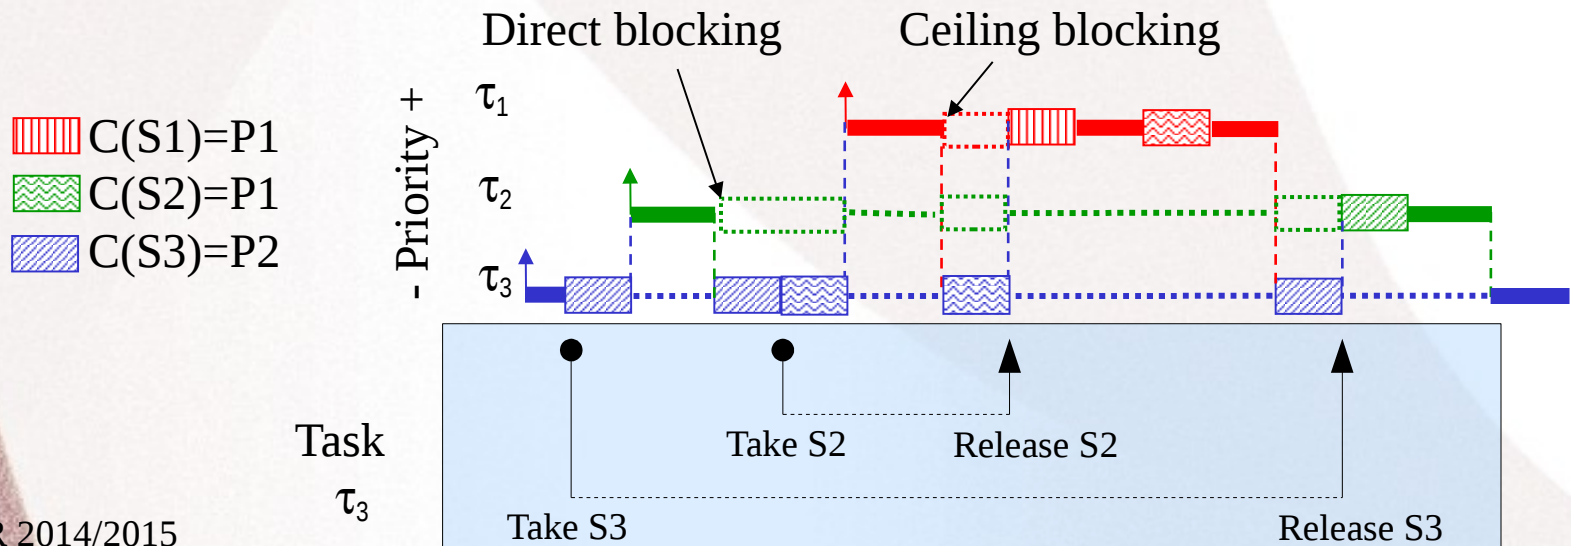 Direct blocking
Ceiling blocking
- Priority +
τ1
τ2
τ3
C(S1)=P1
C(S2)=P1
C(S3)=P2
Task
τ3
Take S2
Release S2
Take S3
Release S3
R 2014/2015